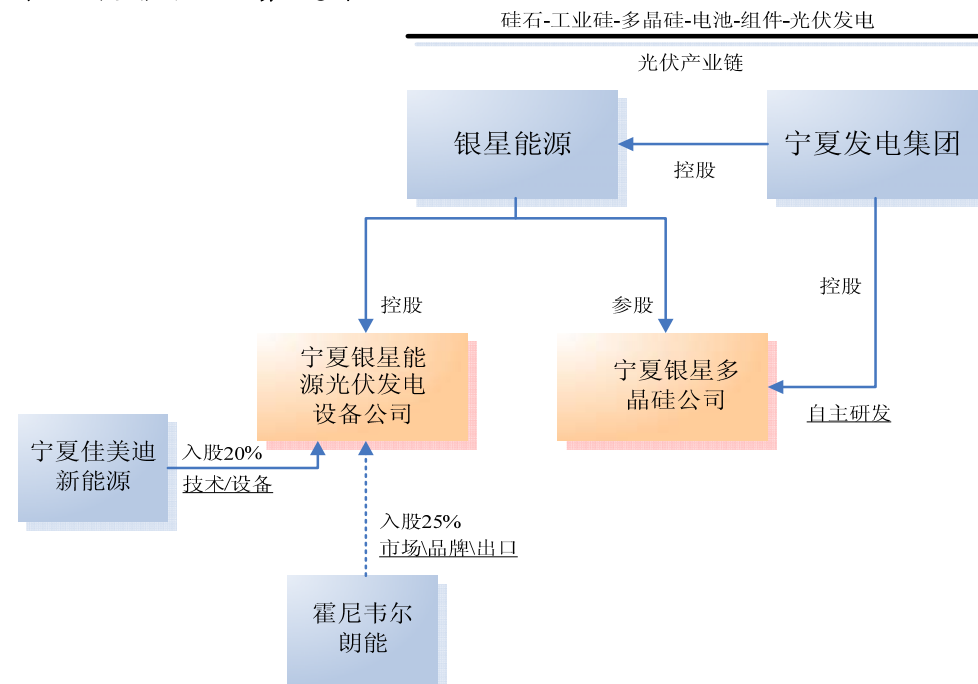 硅石-工业硅-多晶硅-电池-组件-光伏发电
光伏产业链
银星能源
宁夏发电集团
控股
控股
控股
参股
宁夏银星能
源光伏发电
设备公司
宁夏银星多
晶硅公司
自主研发
宁夏佳美迪
新能源
入股20%
技术/设备
入股25%
市场\品牌\出口
霍尼韦尔
朗能